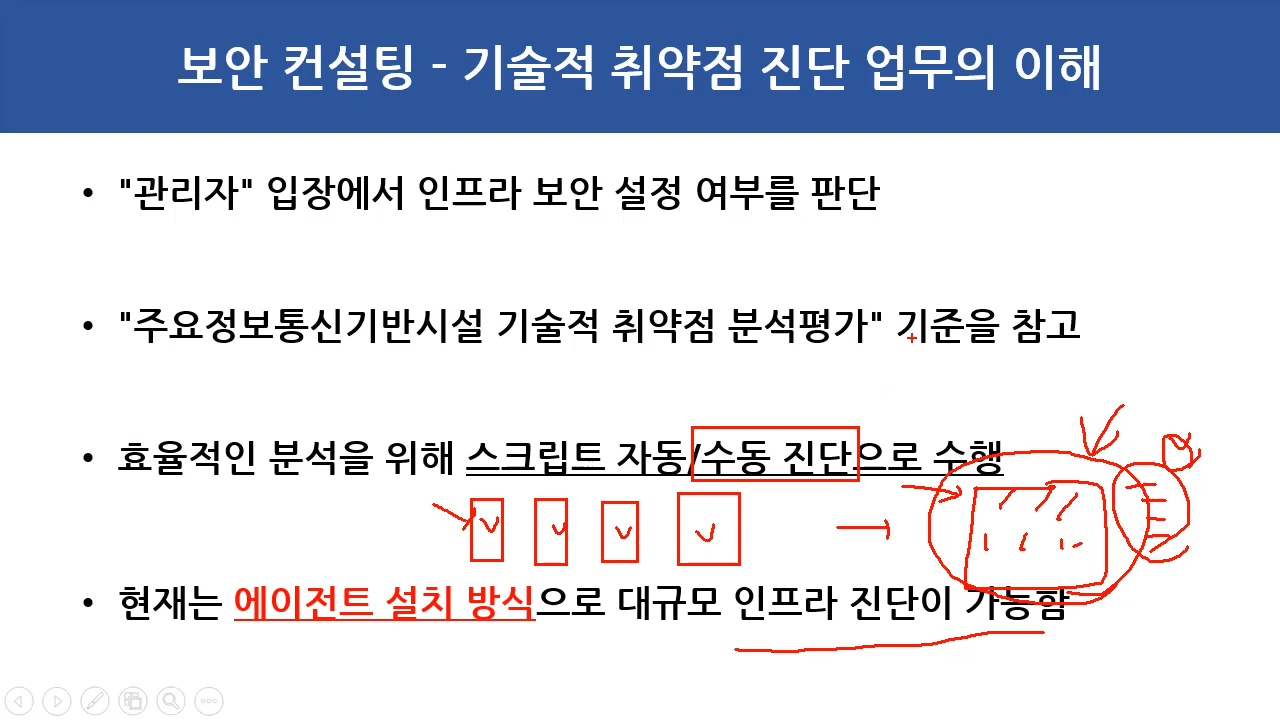 보안 컨설팅 - 기술적 취약점 진단 업무의 이해
• "관리자" 입장에서 인프라 보안 설정 여부를 판단
• "주요정보통신기반시설 기술적 취약점 분석평가" 기준을 참고
• 효율적인 분석을 위해 스크립트 자동/수동 진단으로 수행
• 현재는 에이전트 설치 방식으로 대규모 인프라 진단이 가능함